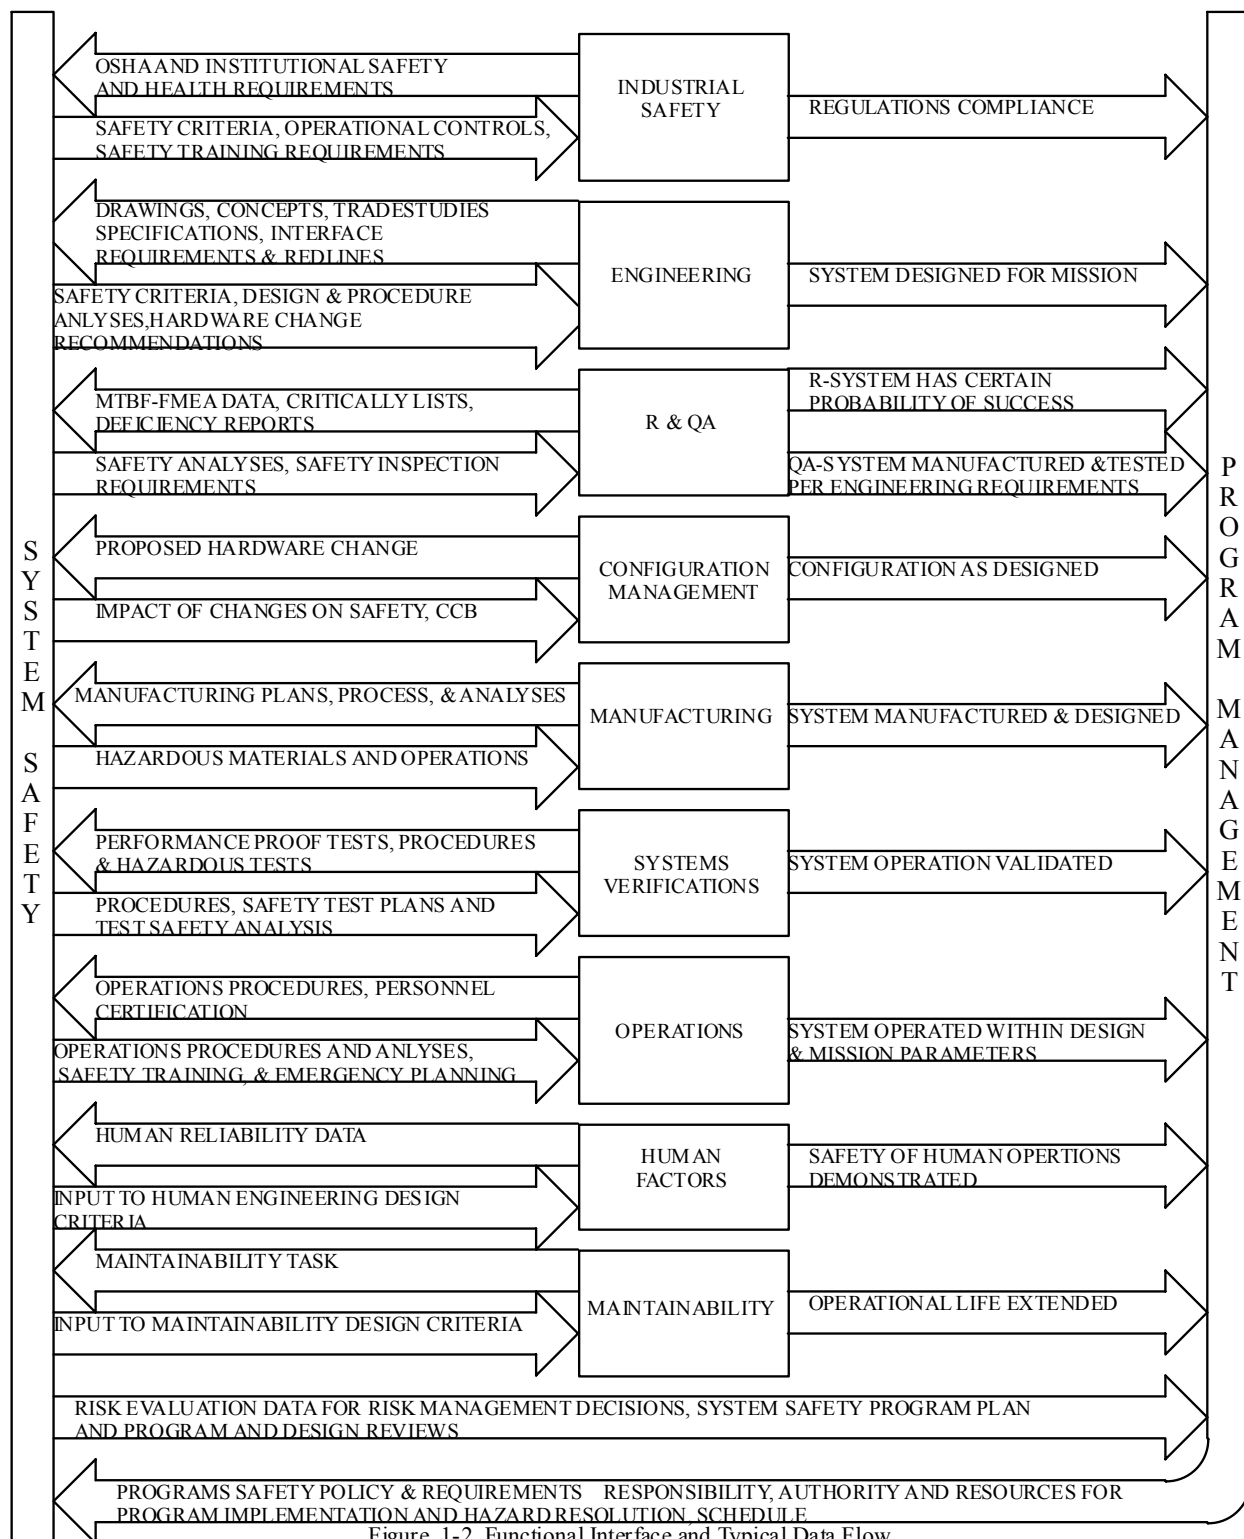 OSHA AND INSTITUTIONAL SAFETY
AND HEALTH REQUIREMENTS
SAFETY CRITERIA, OPERATIONAL CONTROLS,
SAFETY TRAINING REQUIREMENTS
INDUSTRIAL
SAFETY
REGULATIONS COMPLIANCE
DRAWINGS, CONCEPTS, TRADESTUDIES
SPECIFICATIONS, INTERFACE
REQUIREMENTS & REDLINES
SAFETY CRITERIA, DESIGN & PROCEDURE
ANLYSES,HARDWARE CHANGE
RECOMMENDATIONS
ENGINEERING
SYSTEM DESIGNED FOR MISSION
MTBF-FMEA DATA, CRITICALLY LISTS,
DEFICIENCY REPORTS
SAFETY ANALYSES, SAFETY INSPECTION
REQUIREMENTS
R & QA
R-SYSTEM HAS CERTAIN
PROBABILITY OF SUCCESS
QA-SYSTEM MANUFACTURED &TESTED
PER ENGINEERING REQUIREMENTS
PROPOSED HARDWARE CHANGE
IMPACT OF CHANGES ON SAFETY, CCB
CONFIGURATION
MANAGEMENT
CONFIGURATION AS DESIGNED
MANUFACTURING PLANS, PROCESS, & ANALYSES
HAZARDOUS MATERIALS AND OPERATIONS
MANUFACTURING
SYSTEM MANUFACTURED & DESIGNED
PERFORMANCE PROOF TESTS, PROCEDURES
& HAZARDOUS TESTS
PROCEDURES, SAFETY TEST PLANS AND
TEST SAFETY ANALYSIS
SYSTEMS
VERIFICATIONS
SYSTEM OPERATION VALIDATED
OPERATIONS PROCEDURES, PERSONNEL
CERTIFICATION
OPERATIONS PROCEDURES AND ANLYSES,
SAFETY TRAINING, & EMERGENCY PLANNING
OPERATIONS
SYSTEM OPERATED WITHIN DESIGN
& MISSION PARAMETERS
HUMAN RELIABILITY DATA
INPUT TO HUMAN ENGINEERING DESIGN
CRITERIA
HUMAN
FACTORS
SAFETY OF HUMAN OPERTIONS
DEMONSTRATED
MAINTAINABILITY TASK
INPUT TO MAINTAINABILITY DESIGN CRITERIA
MAINTAINABILITY
OPERATIONAL LIFE EXTENDED
RISK EVALUATION DATA FOR RISK MANAGEMENT DECISIONS, SYSTEM SAFETY PROGRAM PLAN
AND PROGRAM AND DESIGN REVIEWS
PROGRAMS SAFETY POLICY & REQUIREMENTS RESPONSIBILITY, AUTHORITY AND RESOURCES FOR
PROGRAM IMPLEMENTATION AND HAZARD RESOLUTION, SCHEDULE
SYSTEM SAFETY
PROGRAM MANAGEMENT
Figure 1-2 Functional Interface and Typical Data Flow